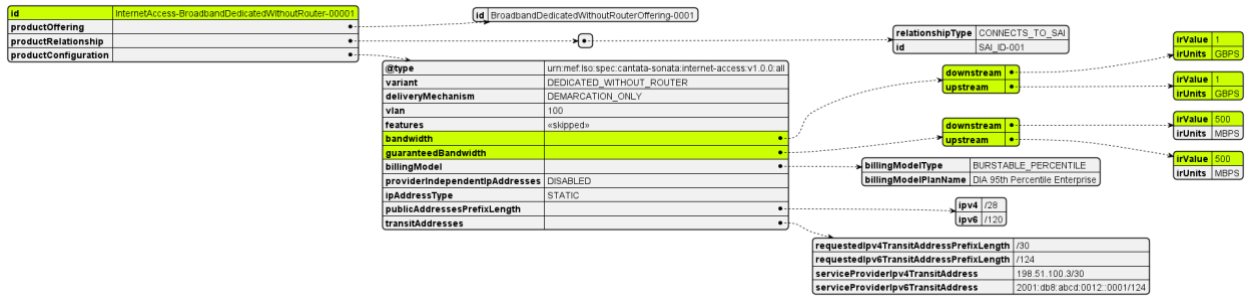 id InternetAccess-BroadbandDedicatedWithoutRouter-00001
productOffering
productRelationship
productConfiguration
id BroadbandDedicatedWithoutRouterOffering-0001
relationshipType CONNECTS_TO_SAI
id SAI_ID-001
@type urn:mef:lso:spec:cantata-sonata:internet-access:v1.0.0:all
variant DEDICATED_WITHOUT_ROUTER
deliveryMechanism DEMARCATION_ONLY
vlan 100
features «skipped»
bandwidth
guaranteedBandwidth
billingModel
providerIndependentIpAddresses DISABLED
ipAddressType STATIC
publicAddressesPrefixLength
transitAddresses
downstream
upstream
irValue 1
irUnits GBPS
irValue 1
irUnits GBPS
downstream
upstream
irValue 500
irUnits MBPS
irValue 500
irUnits MBPS
billingModelType BURSTABLE_PERCENTILE
billingModelPlanName DIA 95th Percentile Enterprise
ipv4 /28
ipv6 /120
requestedIpv4TransitAddressPrefixLength /30
requestedIpv6TransitAddressPrefixLength /124
serviceProviderIpv4TransitAddress 198.51.100.3/30
serviceProviderIpv6TransitAddress 2001:db8:abcd:0012::0001/124